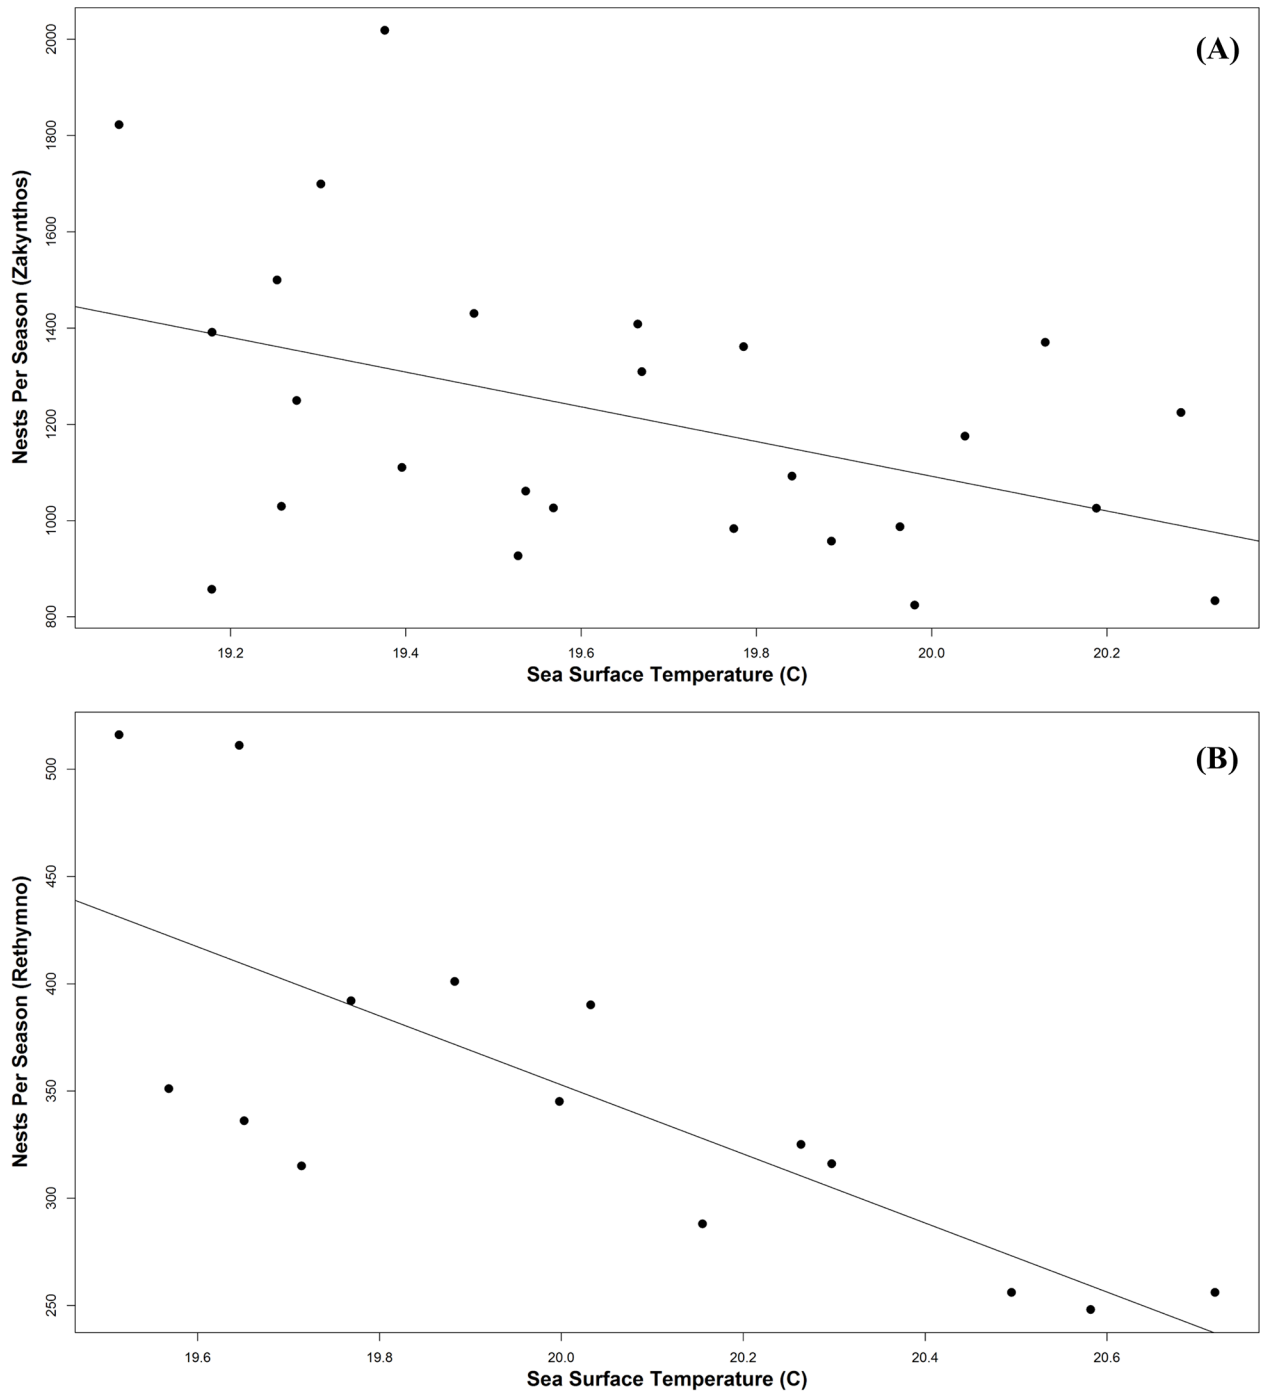 (A)
Nests Per Season (Zakynthos)
2000
1800
1600
1400
1200
1000
800
19.2 19.4 19.6 19.8 20.0 20.2
Sea Surface Temperature (C)
(B)
Nests Per Season (Rethymno)
500
450
400
350
300
250
19.6 19.8 20.0 20.2 20.4 20.6
Sea Surface Temperature (C)